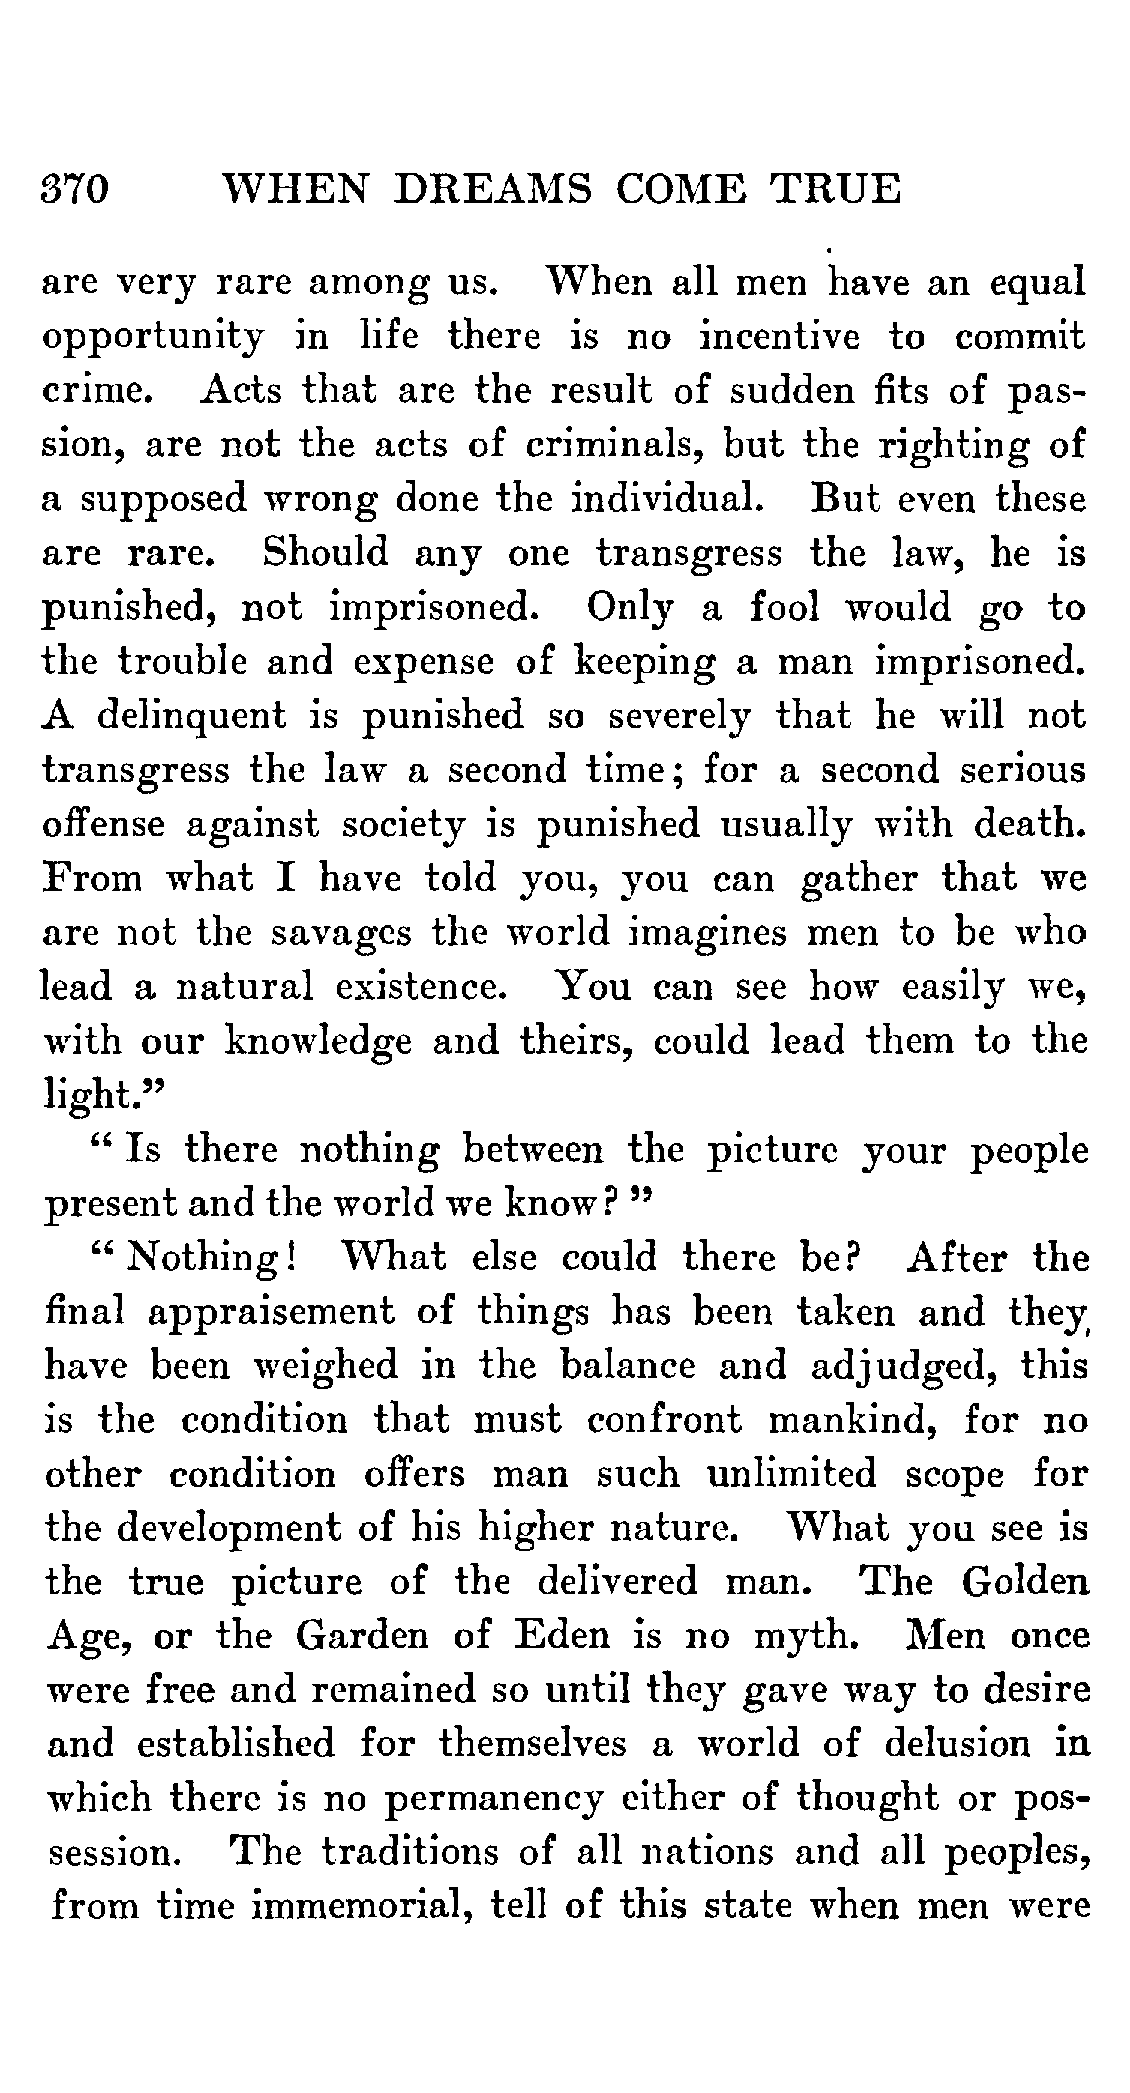 370 WHEN DREAMS COME TRUE
are very rare among us. When all men have an equal
opportunity in life there is no incentive to commit
crime. Acts that are the result of sudden fits of pas-
sion, are not the acts of criminals, but the righting of
a supposed wrong done the individual. But even these
are rare. Should any one transgress the law, he is
punished, not imprisoned. Only a fool would go to
the trouble and expense of keeping a man imprisoned.
A delinquent is punished so severely that he will not
transgress the law a second time; for a second serious
offense against society is punished usually with death.
From what I have told you, you can gather that we
are not the savages the world imagines men to be who
lead a natural existence. You can see how easily we,
with our knowledge and theirs, could lead them to the
light."
"Is there nothing between the picture your people
present and the world we know?"
"Nothing! What else could there be? After the
final appraisement of things has been taken and they
have been weighed in the balance and adjudged, this
is the condition that must confront mankind, for no
other condition offers man such unlimited scope for
the development of his higher nature. What you see is
the true picture of the delivered man. The Golden
Age, or the Garden of Eden is no myth. Men once
were free and remained so until they gave way to desire
and established for themselves a world of delusion in
which there is no permanency either of thought or pos-
session. The traditions of all nations and all peoples,
from time immemorial, tell of this state when men were